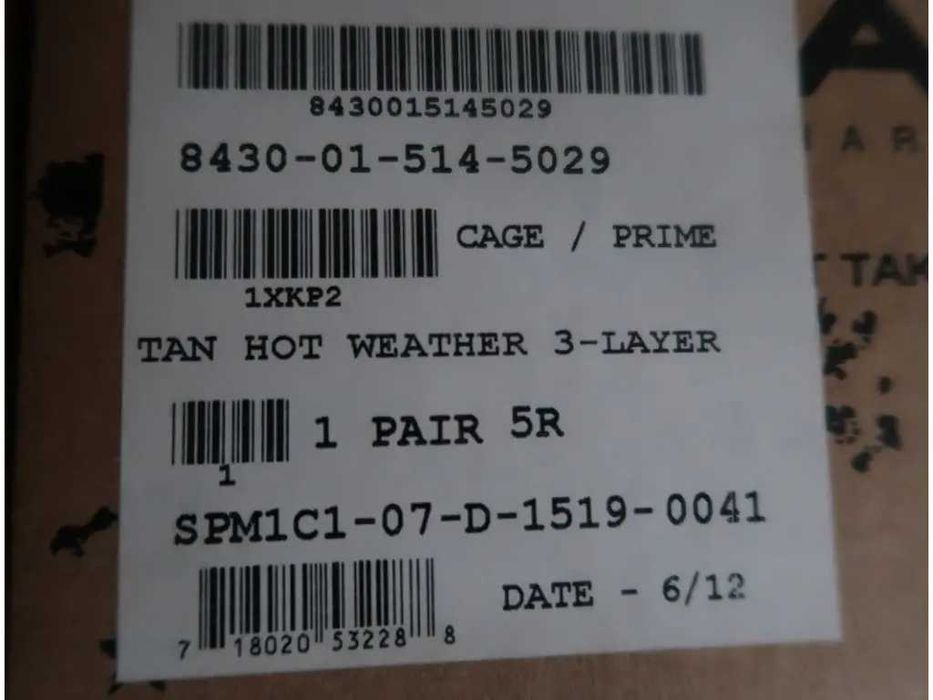 8430015145029
8430-01-514-5029
CAGE / PRIME
1XKP2
TAN HOT WEATHER 3-LAYER
1 PAIR 5R
1
SPM1C1-07-D-1519-0041
DATE - 6/12
7 18020 53228 8
A
A R
TAK